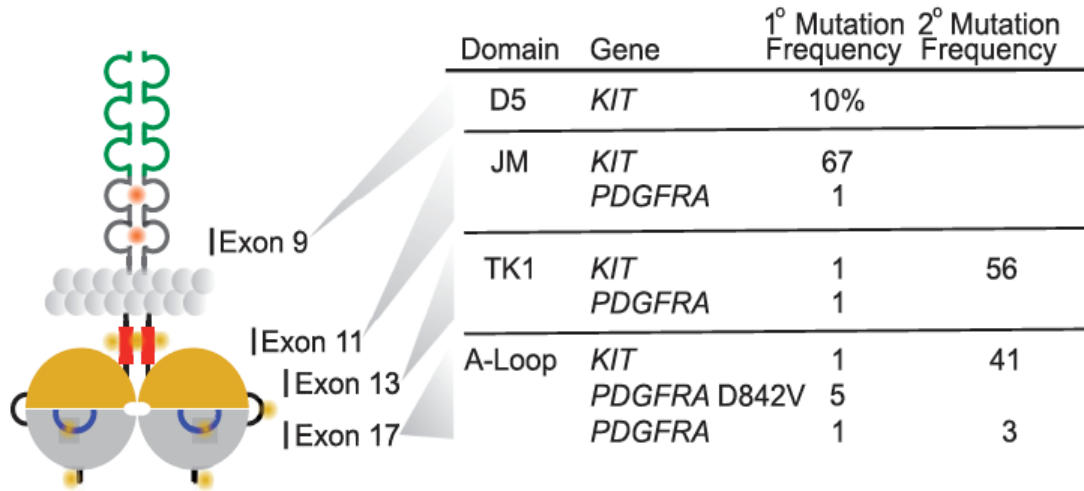 1° Mutation 2° Mutation
Domain Gene Frequency Frequency
D5 KIT 10%
JM KIT 67
PDGFRA 1
TK1 KIT 1 56
PDGFRA 1
A-Loop KIT 1 41
PDGFRA D842V 5
PDGFRA 1 3
Exon 9
Exon 11
Exon 13
Exon 17